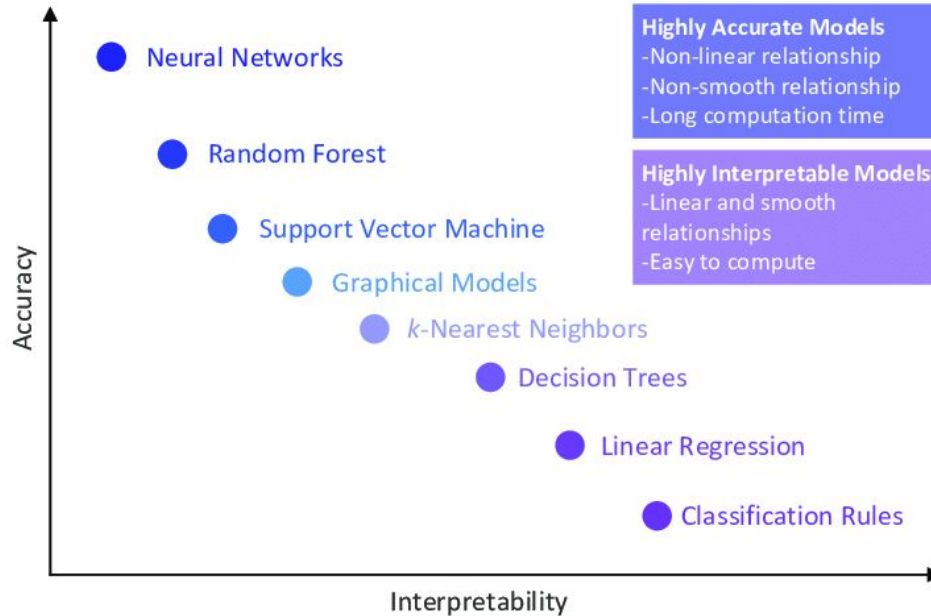 Neural Networks
Random Forest
Support Vector Machine
Graphical Models
k-Nearest Neighbors
Decision Trees
Linear Regression
Classification Rules
Highly Accurate Models
-Non-linear relationship
-Non-smooth relationship
-Long computation time
Highly Interpretable Models
-Linear and smooth
relationships
-Easy to compute
Accuracy
Interpretability